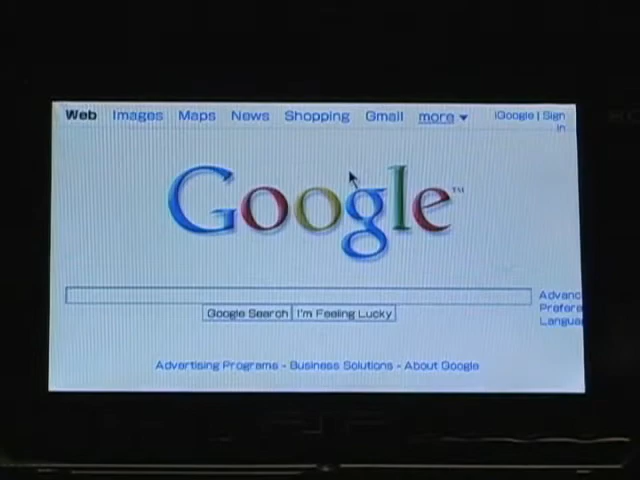 Web Images Maps News Shopping Gmail more iGoogle | Sign in
Google™
Advanc
Prefere
Languag
Google Search I'm Feeling Lucky
Advertising Programs - Business Solutions - About Google